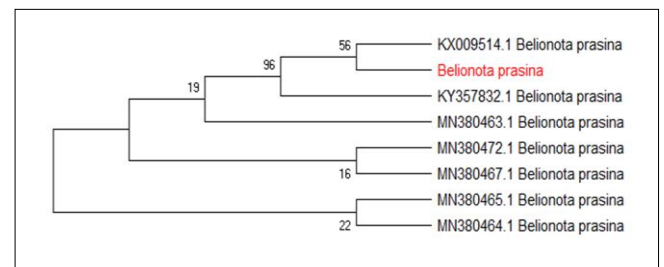 56
KX009514.1 Belionota prasina
96
Belionota prasina
19
KY357832.1 Belionota prasina
MN380463.1 Belionota prasina
MN380472.1 Belionota prasina
16
MN380467.1 Belionota prasina
MN380465.1 Belionota prasina
22
MN380464.1 Belionota prasina